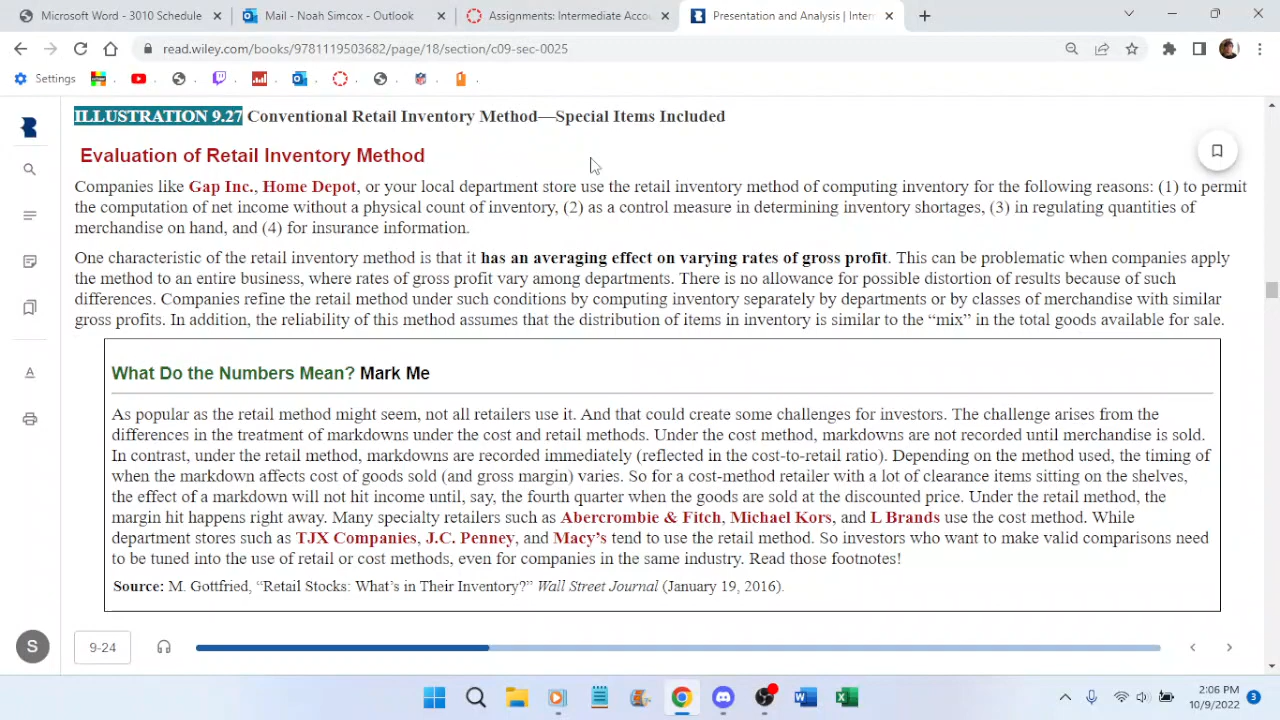 Microsoft Word - 3010 Schedule
Mail - Noah Simcox - Outlook
Assignments: Intermediate Acco
Presentation and Analysis | Inter
read.wiley.com/books/9781119503682/page/18/section/c09-sec-0025
Settings
ILLUSTRATION 9.27 Conventional Retail Inventory Method—Special Items Included
Evaluation of Retail Inventory Method
Companies like Gap Inc., Home Depot, or your local department store use the retail inventory method of computing inventory for the following reasons: (1) to permit
the computation of net income without a physical count of inventory, (2) as a control measure in determining inventory shortages, (3) in regulating quantities of
merchandise on hand, and (4) for insurance information.
One characteristic of the retail inventory method is that it has an averaging effect on varying rates of gross profit. This can be problematic when companies apply
the method to an entire business, where rates of gross profit vary among departments. There is no allowance for possible distortion of results because of such
differences. Companies refine the retail method under such conditions by computing inventory separately by departments or by classes of merchandise with similar
gross profits. In addition, the reliability of this method assumes that the distribution of items in inventory is similar to the “mix” in the total goods available for sale.
What Do the Numbers Mean? Mark Me
As popular as the retail method might seem, not all retailers use it. And that could create some challenges for investors. The challenge arises from the
differences in the treatment of markdowns under the cost and retail methods. Under the cost method, markdowns are not recorded until merchandise is sold.
In contrast, under the retail method, markdowns are recorded immediately (reflected in the cost-to-retail ratio). Depending on the method used, the timing of
when the markdown affects cost of goods sold (and gross margin) varies. So for a cost-method retailer with a lot of clearance items sitting on the shelves,
the effect of a markdown will not hit income until, say, the fourth quarter when the goods are sold at the discounted price. Under the retail method, the
margin hit happens right away. Many specialty retailers such as Abercrombie & Fitch, Michael Kors, and L Brands use the cost method. While
department stores such as TJX Companies, J.C. Penney, and Macy’s tend to use the retail method. So investors who want to make valid comparisons need
to be tuned into the use of retail or cost methods, even for companies in the same industry. Read those footnotes!
Source: M. Gottfried, “Retail Stocks: What’s in Their Inventory?” Wall Street Journal (January 19, 2016).
S
9-24
2:06 PM
10/9/2022
3